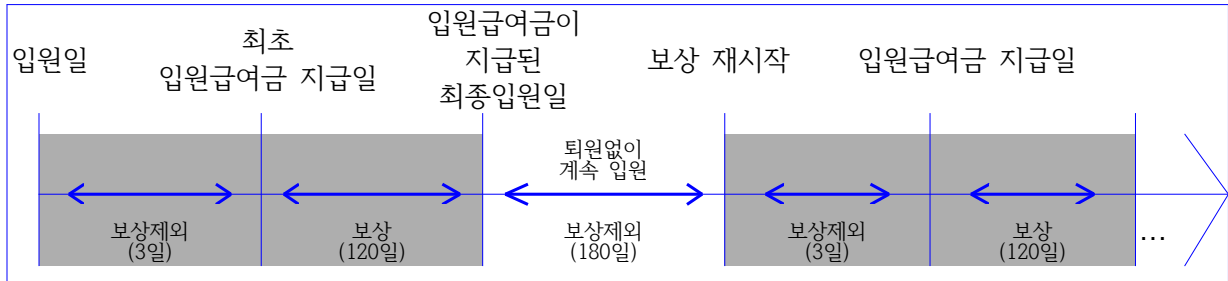 입원일
최초
입원급여금 지급일
입원급여금이
지급된
최종입원일
보상 재시작
입원급여금 지급일
퇴원없이
계속 입원
보상제외
(3일)
보상
(120일)
보상제외
(180일)
보상제외
(3일)
보상
(120일)
...